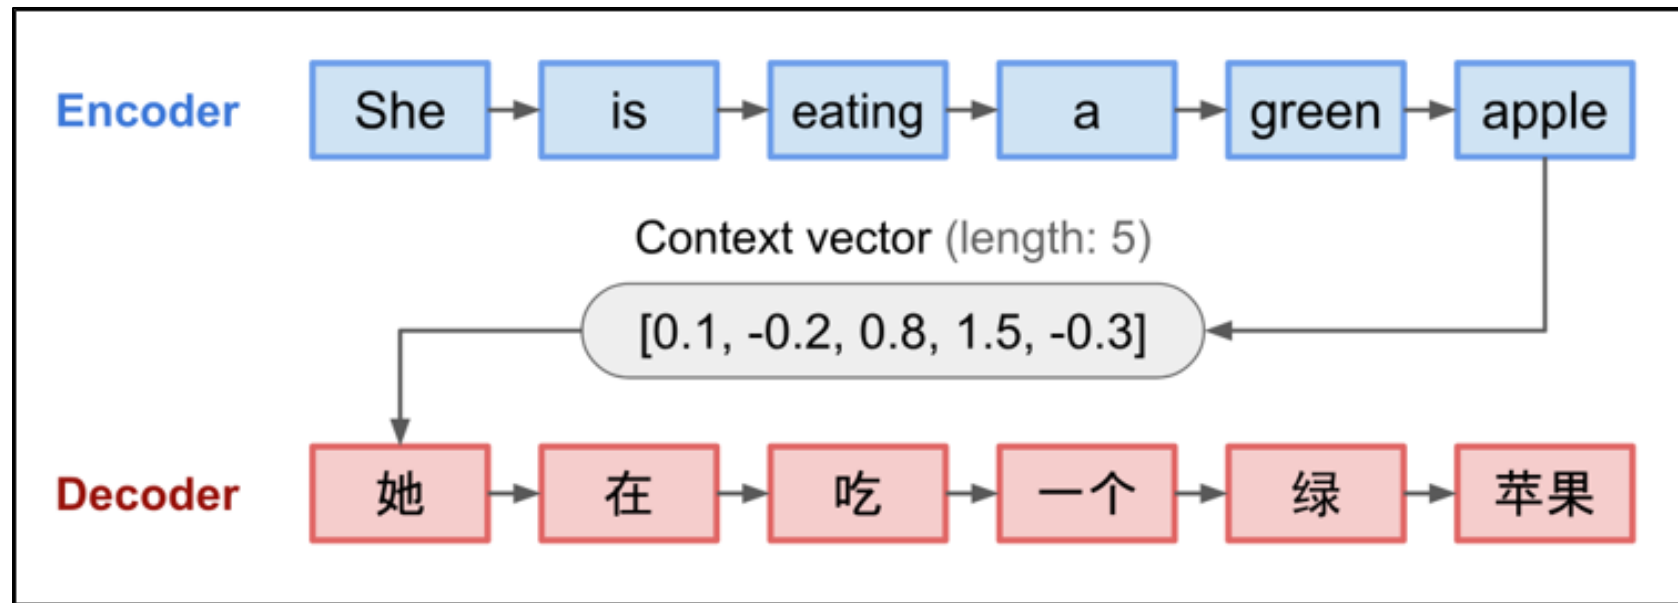 Encoder She is eating a green apple
Context vector (length: 5)
[0.1, -0.2, 0.8, 1.5, -0.3]
Decoder 她 在 吃 一个 绿 苹果